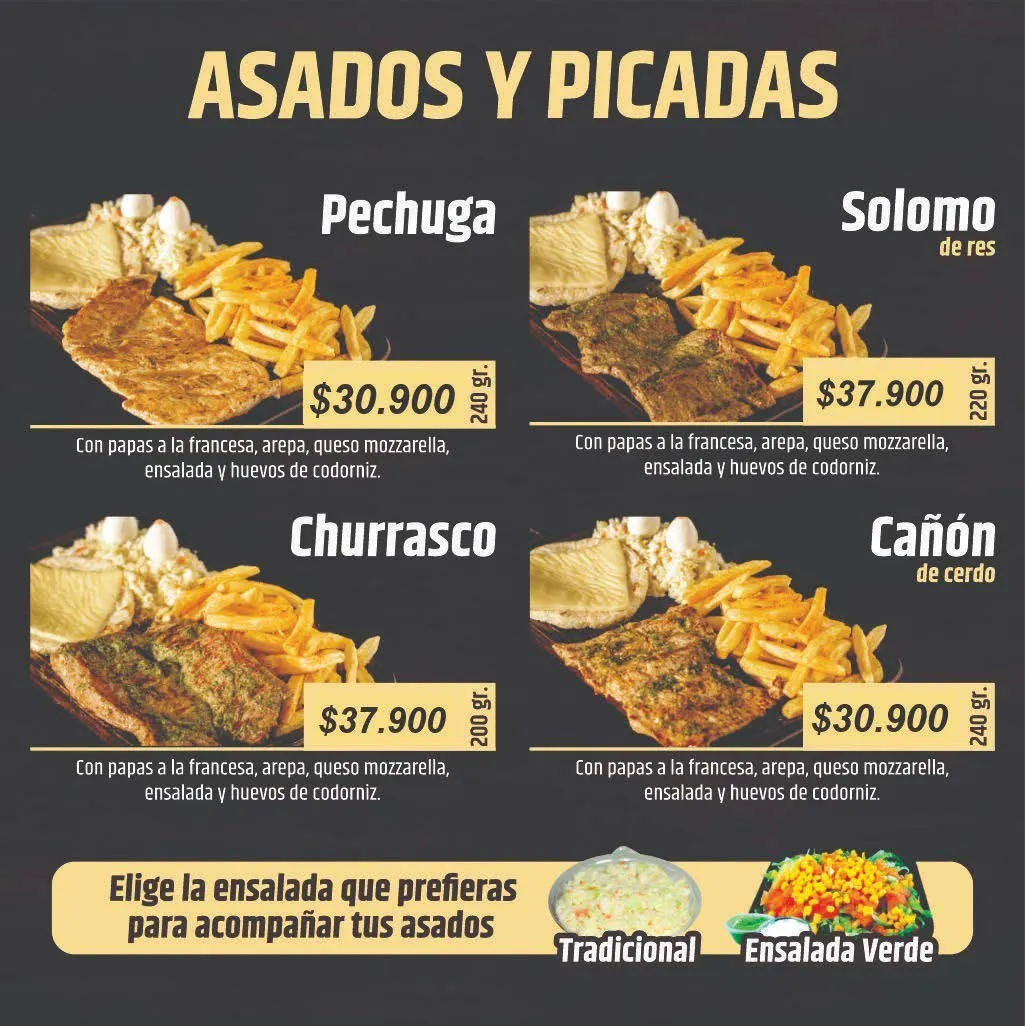 ASADOS Y PICADAS
Pechuga
$30.900
240 gr.
Con papas a la francesa, arepa, queso mozzarella,
ensalada y huevos de codorniz.
Solomo
de res
$37.900
220 gr.
Con papas a la francesa, arepa, queso mozzarella,
ensalada y huevos de codorniz.
Churrasco
$37.900
200 gr.
Con papas a la francesa, arepa, queso mozzarella,
ensalada y huevos de codorniz.
Cañón
de cerdo
$30.900
240 gr.
Con papas a la francesa, arepa, queso mozzarella,
ensalada y huevos de codorniz.
Elige la ensalada que prefieras
para acompañar tus asados
Tradicional
Ensalada Verde